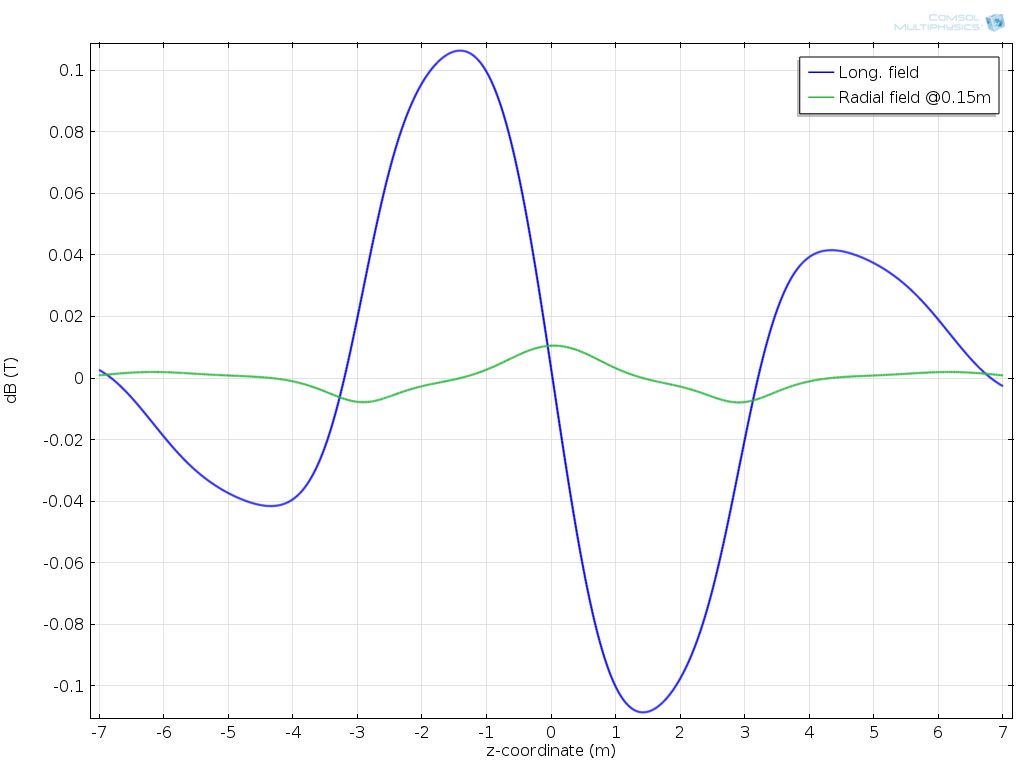 COMSOL
MULTIPHYSICS
Long. field
Radial field @0.15m
dB (T)
0.1
0.08
0.06
0.04
0.02
0
-0.02
-0.04
-0.06
-0.08
-0.1
-7 -6 -5 -4 -3 -2 -1 0 1 2 3 4 5 6 7
z-coordinate (m)